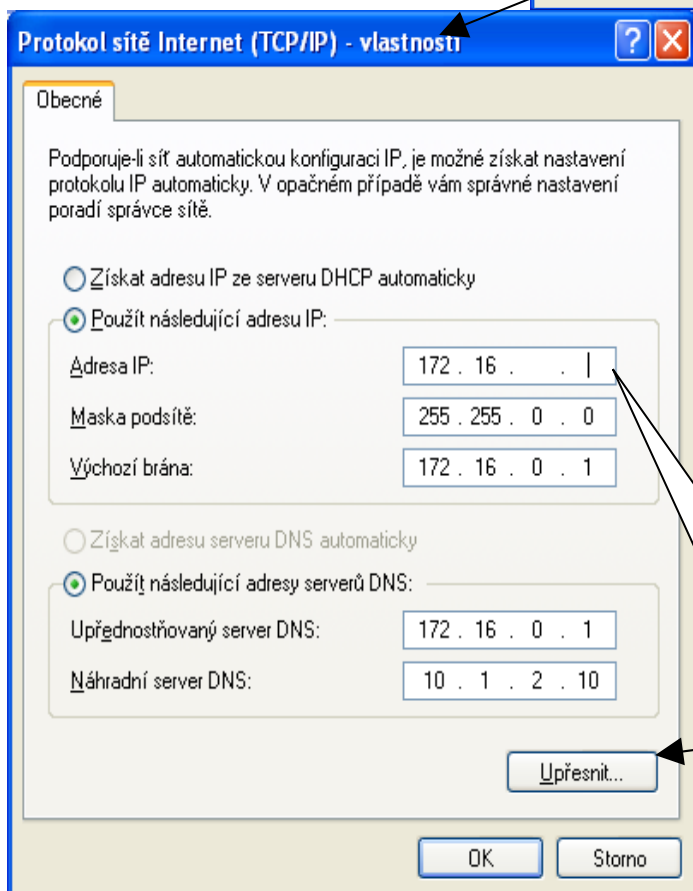 Protokol sítě Internet (TCP/IP) - vlastnosti
Obecné
Podporuje-li síť automatickou konfiguraci IP, je možné získat nastavení
protokolu IP automaticky. V opačném případě vám správné nastavení
poradí správce sítě.
Získat adresu IP ze serveru DHCP automaticky
Použít následující adresu IP:
Adresa IP: 172 . 16 . .
Maska podsítě: 255 . 255 . 0 . 0
Výchozí brána: 172 . 16 . 0 . 1
Získat adresu serveru DNS automaticky
Použít následující adresy serverů DNS:
Upřednostňovaný server DNS: 172 . 16 . 0 . 1
Náhradní server DNS: 10 . 1 . 2 . 10
Upřesnit...
OK Storno